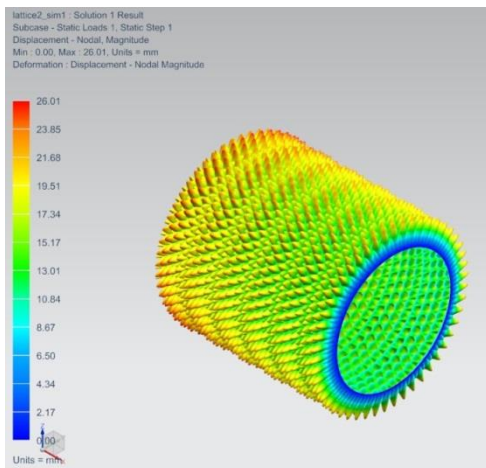 lattice2_sim1 : Solution 1 Result
Subcase - Static Loads 1, Static Step 1
Displacement - Nodal, Magnitude
Min : 0.00, Max : 26.01, Units = mm
Deformation : Displacement - Nodal Magnitude
26.01
23.85
21.68
19.51
17.34
15.17
13.01
10.84
8.67
6.50
4.34
2.17
0.00
Units = mm